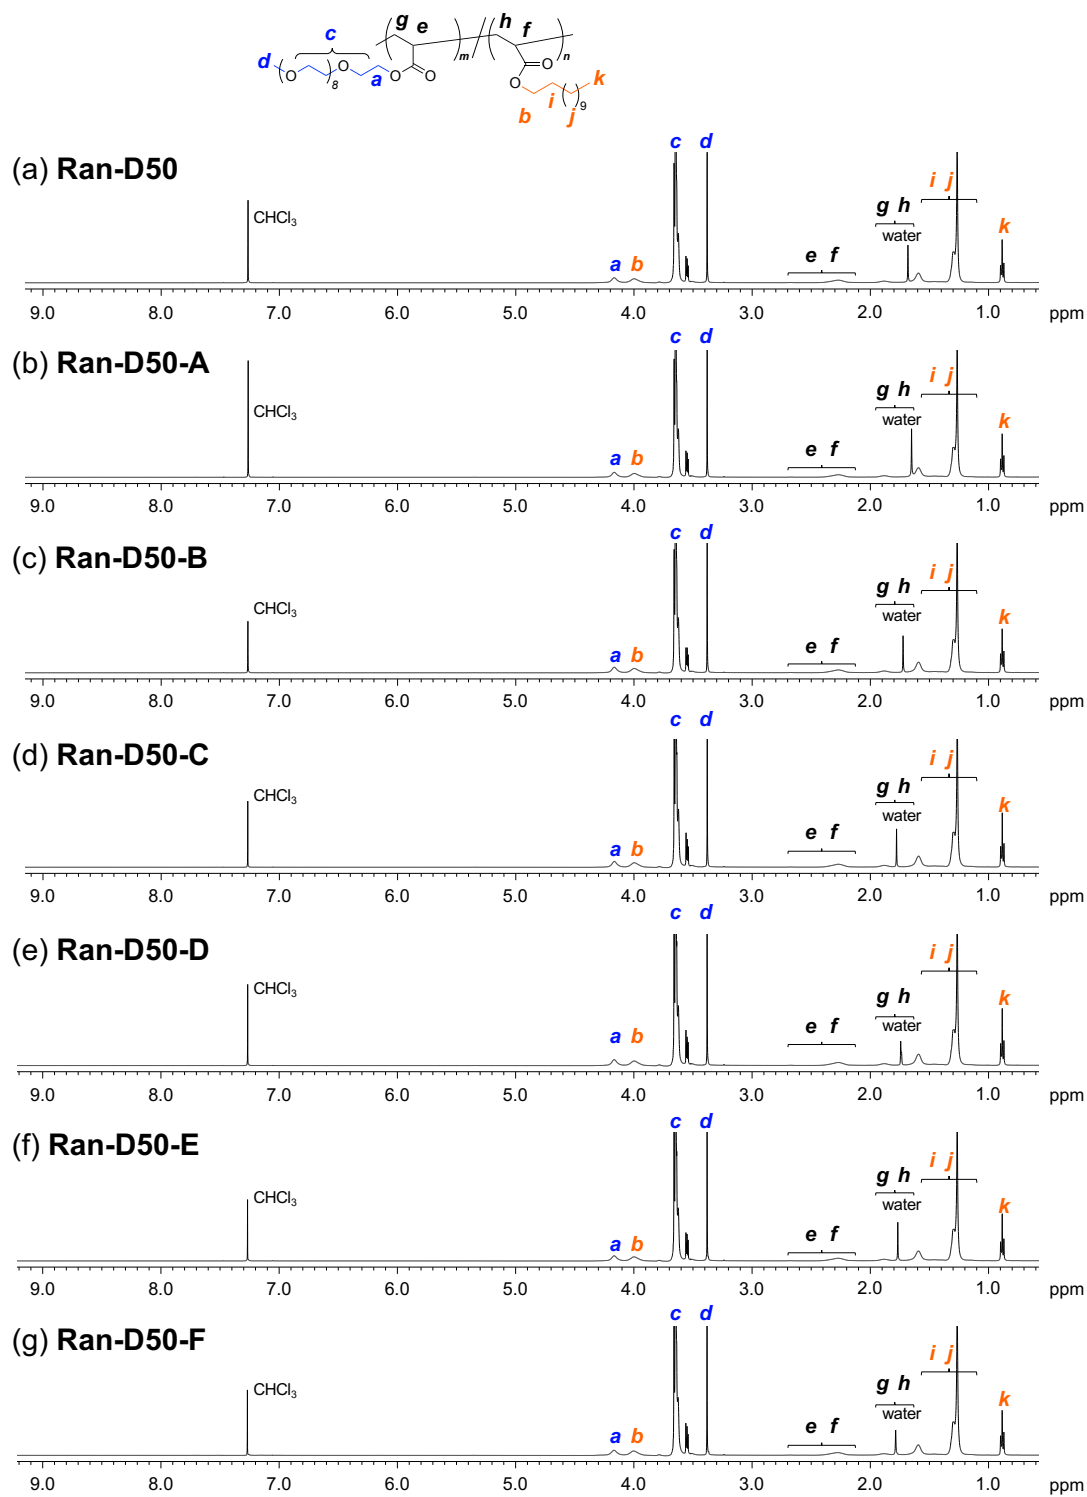 g e h f
c
m n
d O 8 O a O O O O
b i j 9 k
(a) Ran-D50
c d
i j
g h
water
k
CHCl3
e f
a b
9.0 8.0 7.0 6.0 5.0 4.0 3.0 2.0 1.0 ppm
(b) Ran-D50-A
c d
i j
g h
water
k
CHCl3
e f
a b
9.0 8.0 7.0 6.0 5.0 4.0 3.0 2.0 1.0 ppm
(c) Ran-D50-B
c d
i j
g h
water
k
CHCl3
e f
a b
9.0 8.0 7.0 6.0 5.0 4.0 3.0 2.0 1.0 ppm
(d) Ran-D50-C
c d
i j
g h
water
k
CHCl3
e f
a b
9.0 8.0 7.0 6.0 5.0 4.0 3.0 2.0 1.0 ppm
(e) Ran-D50-D
c d
i j
g h
water
k
CHCl3
e f
a b
9.0 8.0 7.0 6.0 5.0 4.0 3.0 2.0 1.0 ppm
(f) Ran-D50-E
c d
i j
g h
water
k
CHCl3
e f
a b
9.0 8.0 7.0 6.0 5.0 4.0 3.0 2.0 1.0 ppm
(g) Ran-D50-F
c d
i j
g h
water
k
CHCl3
e f
a b
9.0 8.0 7.0 6.0 5.0 4.0 3.0 2.0 1.0 ppm